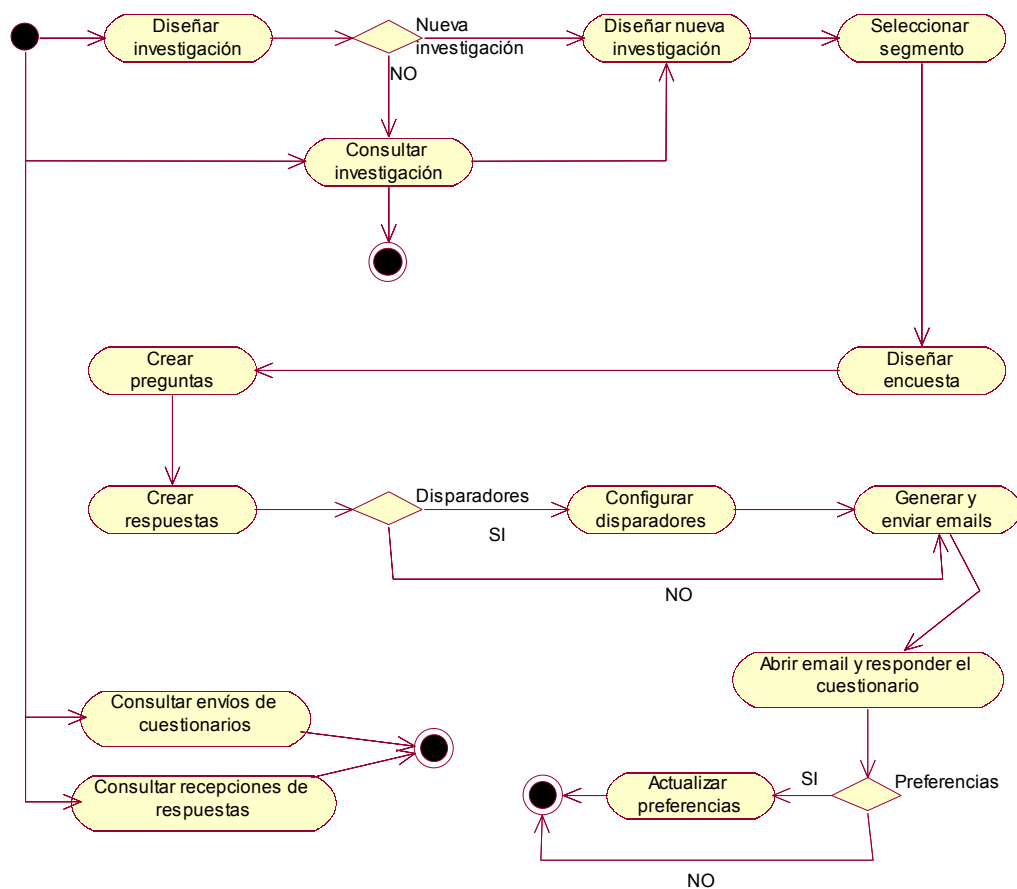 Diseñar
investigación
Nueva
investigación
NO
Diseñar nueva
investigación
Seleccionar
segmento
Consultar
investigación
Crear
preguntas
Diseñar
encuesta
Crear
respuestas
Disparadores
SI
NO
Configurar
disparadores
Generar y
enviar emails
Abrir email y responder el
cuestionario
Consultar envíos de
cuestionarios
Consultar recepciones de
respuestas
Actualizar
preferencias
SI
Preferencias
NO